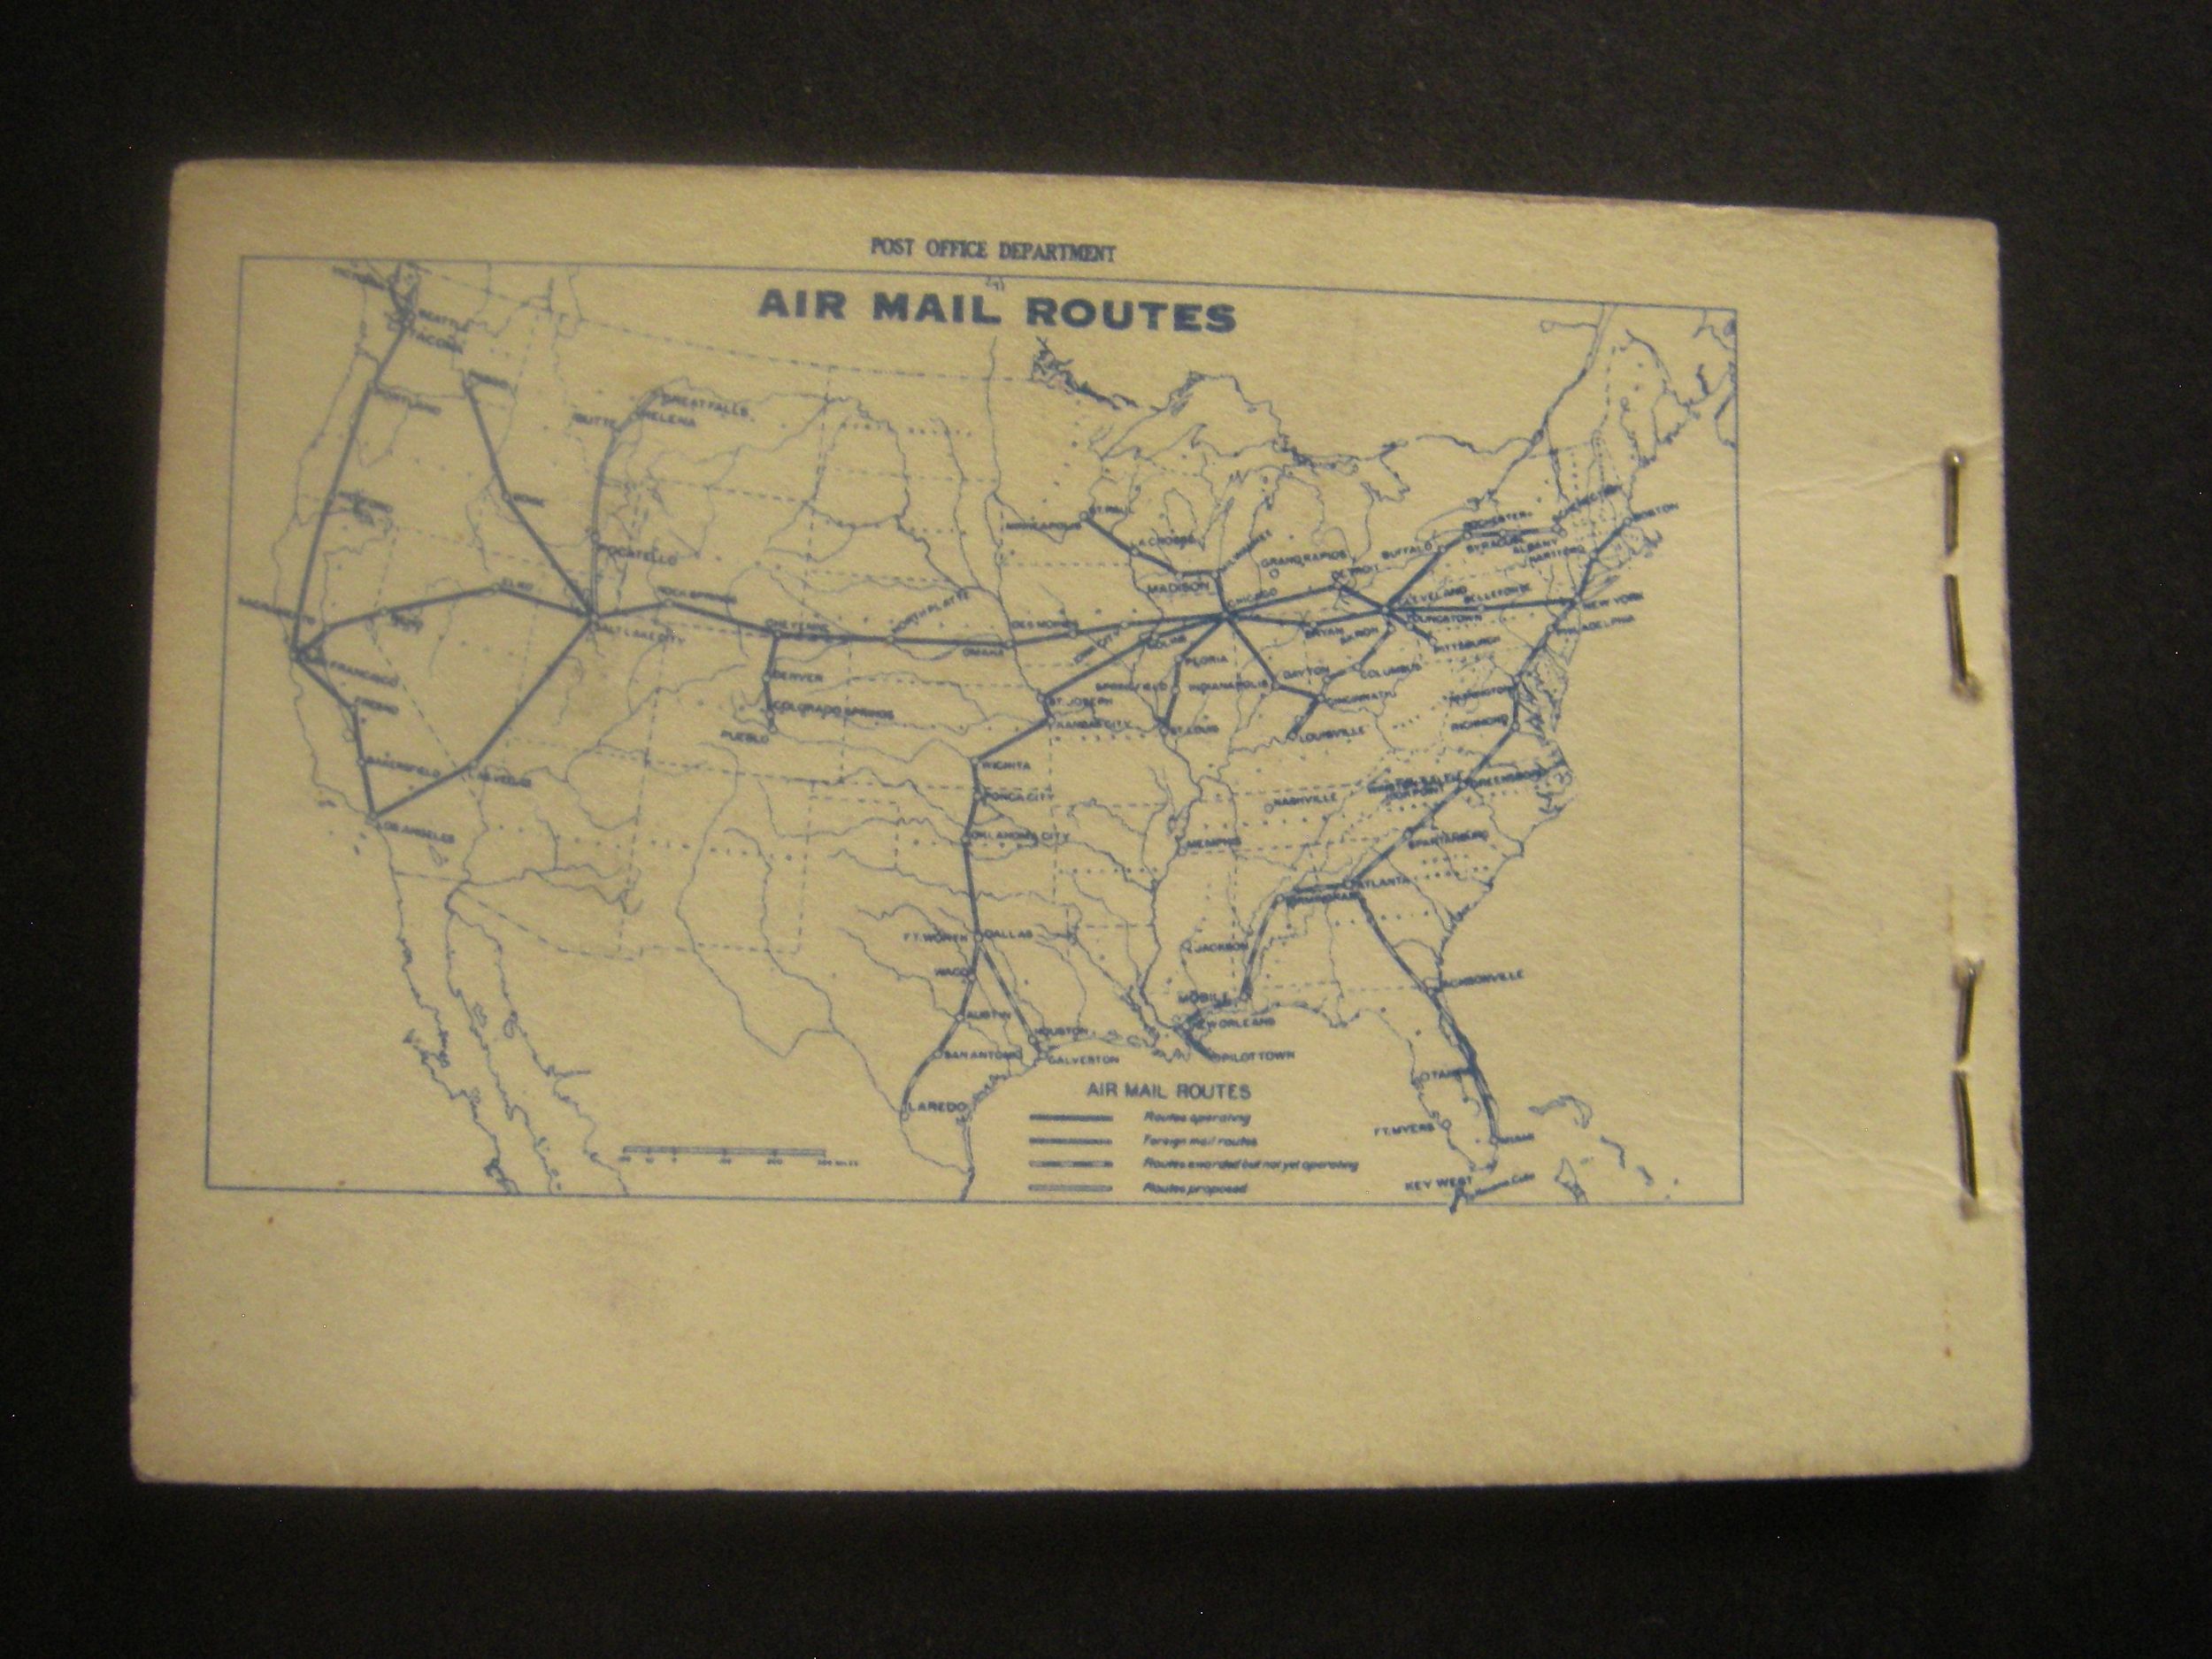 POST OFFICE DEPARTMENT
AIR MAIL ROUTES
SEATTLE
TACOMA
PORTLAND
GREAT FALLS
BUTTE
HELENA
POCATELLO
ELKO
ROCK SPRINGS
SALT LAKE CITY
CHEYENNE
NORTH PLATTE
OMAHA
DES MOINES
DENVER
COLORADO SPRINGS
PUEBLO
SACRAMENTO
SAN FRANCISCO
FRESNO
BAKERSFIELD
LAS VEGAS
LOS ANGELES
MINNEAPOLIS
ST. PAUL
LA CROSSE
MADISON
MILWAUKEE
GRAND RAPIDS
DETROIT
CHICAGO
MOLINE
PEORIA
SPRINGFIELD
ST. JOSEPH
KANSAS CITY
ST. LOUIS
INDIANAPOLIS
DAYTON
COLUMBUS
CINCINNATI
LOUISVILLE
BRYAN
AKRON
CLEVELAND
YOUNGSTOWN
PITTSBURGH
BELLEFONTE
BUFFALO
ROCHESTER
SYRACUSE
SCHENECTADY
ALBANY
HARTFORD
BOSTON
NEW YORK
PHILADELPHIA
WASHINGTON
RICHMOND
GREENSBORO
SPARTANBURG
WICHITA
PONCA CITY
OKLAHOMA CITY
NASHVILLE
MEMPHIS
ATLANTA
BIRMINGHAM
FT. WORTH
DALLAS
WACO
AUSTIN
SAN ANTONIO
HOUSTON
GALVESTON
LAREDO
JACKSON
MOBILE
NEW ORLEANS
PILOTTOWN
JACKSONVILLE
FT. MYERS
MIAMI
KEY WEST
AIR MAIL ROUTES
Routes operating
Foreign mail routes
Routes awarded but not yet operating
Routes proposed